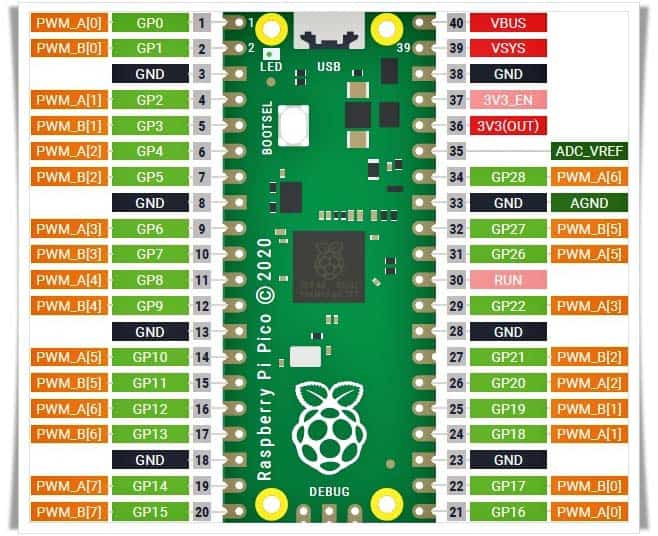 PWM_A[0] GP0 1 1 40 VBUS
PWM_B[0] GP1 2 2 39 39 VSYS
LED USB
GND 3 38 GND
PWM_A[1] GP2 4 37 3V3_EN
PWM_B[1] GP3 5 36 3V3(OUT)
BOOTSEL
PWM_A[2] GP4 6 35 ADC_VREF
PWM_B[2] GP5 7 34 GP28 PWM_A[6]
GND 8 33 GND AGND
PWM_A[3] GP6 9 32 GP27 PWM_B[5]
PWM_B[3] GP7 10 31 GP26 PWM_A[5]
PWM_A[4] GP8 11 30 RUN
PWM_B[4] GP9 12 29 GP22 PWM_A[3]
GND 13 28 GND
Raspberry Pi Pico © 2020
PWM_A[5] GP10 14 27 GP21 PWM_B[2]
PWM_B[5] GP11 15 26 GP20 PWM_A[2]
PWM_A[6] GP12 16 25 GP19 PWM_B[1]
PWM_B[6] GP13 17 24 GP18 PWM_A[1]
GND 18 23 GND
PWM_A[7] GP14 19 22 GP17 PWM_B[0]
DEBUG
PWM_B[7] GP15 20 21 GP16 PWM_A[0]